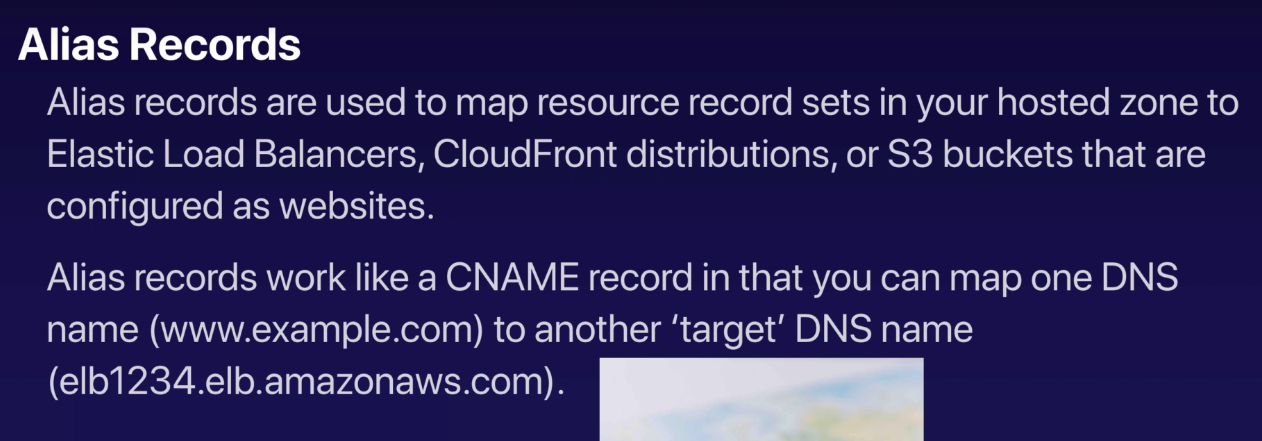 Alias Records
Alias records are used to map resource record sets in your hosted zone to
Elastic Load Balancers, CloudFront distributions, or S3 buckets that are
configured as websites.
Alias records work like a CNAME record in that you can map one DNS
name (www.example.com) to another ‘target’ DNS name
(elb1234.elb.amazonaws.com).